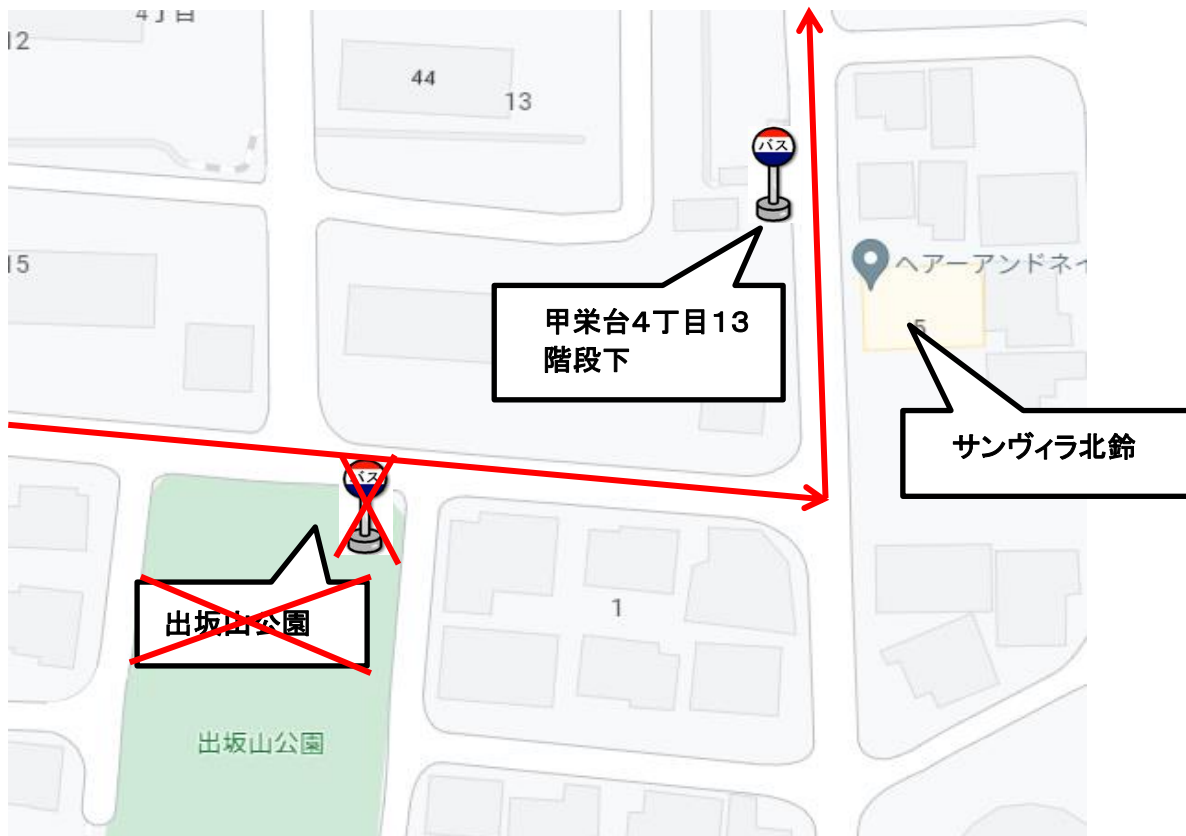 4丁目
12
44
13
バス
ヘアーアンドネイ
15
甲栄台4丁目13
階段下
5
サンヴィラ北鈴
バス
出坂山公園
1
出坂山公園